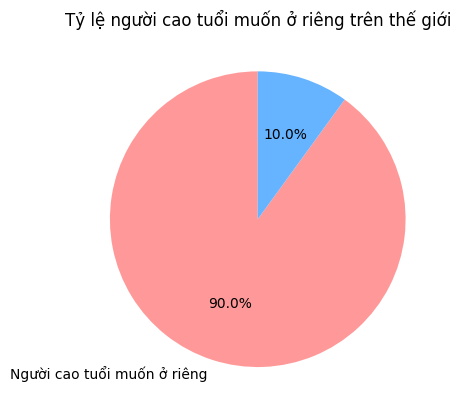 Tỷ lệ người cao tuổi muốn ở riêng trên thế giới
10.0%
90.0%
Người cao tuổi muốn ở riêng